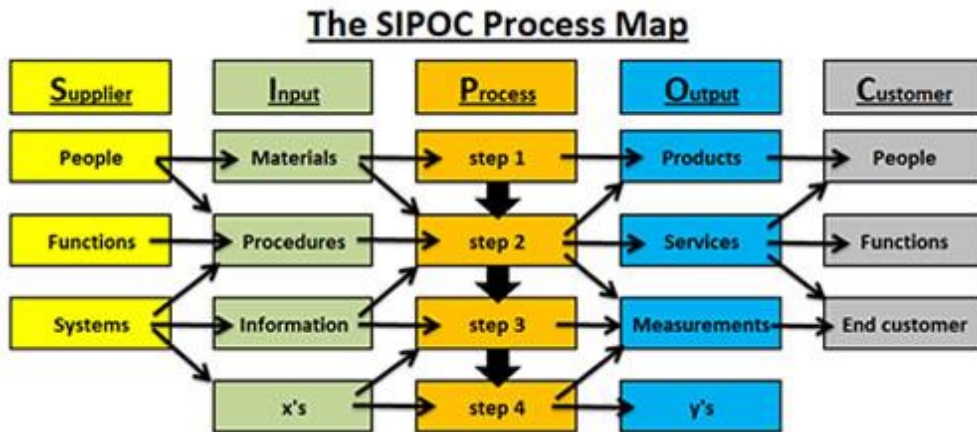 The SIPOC Process Map
Supplier Input Process Output Customer
People Materials step 1 Products People
Functions Procedures step 2 Services Functions
Systems Information step 3 Measurements End customer
x's step 4 y's